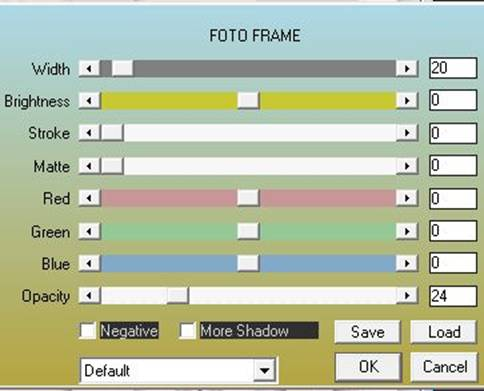 FOTO FRAME
Width 20
Brightness 0
Stroke 0
Matte 0
Red 0
Green 0
Blue 0
Opacity 24
Negative More Shadow Save Load
Default OK Cancel